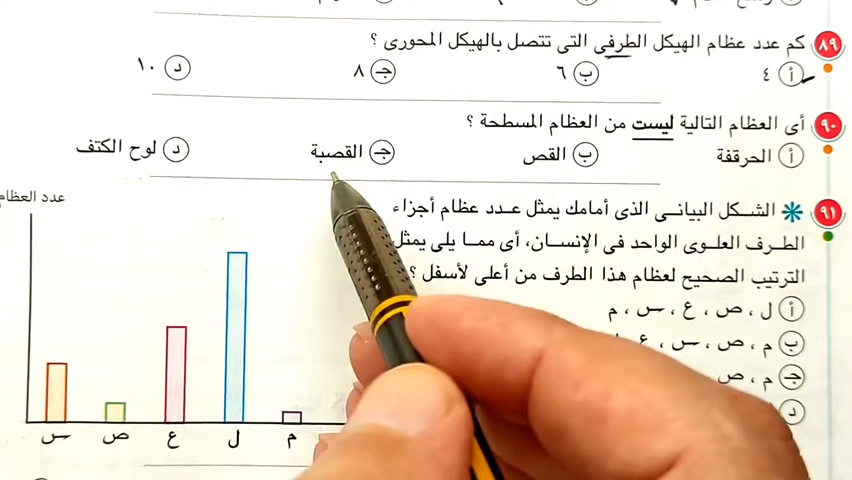 ٨٩ كم عدد عظام الهيكل الطرفى التى تتصل بالهيكل المحورى ؟
أ ٤ ب ٦ جـ ٨ د ١٠
٩٠ أى العظام التالية ليست من العظام المسطحة ؟
أ الحرقفة ب القص جـ القصبة د لوح الكتف
٩١ الشكل البيانى الذى أمامك يمثل عدد عظام أجزاء
الطرف العلوى الواحد فى الإنسان، أى مما يلى يمثل
الترتيب الصحيح لعظام هذا الطرف من أعلى لأسفل ؟
أ ل ، ص ، ع ، س ، م
ب م ، ص ، س ، ع ،
جـ م ، ص ،
د
عدد العظام
س ص ع ل م